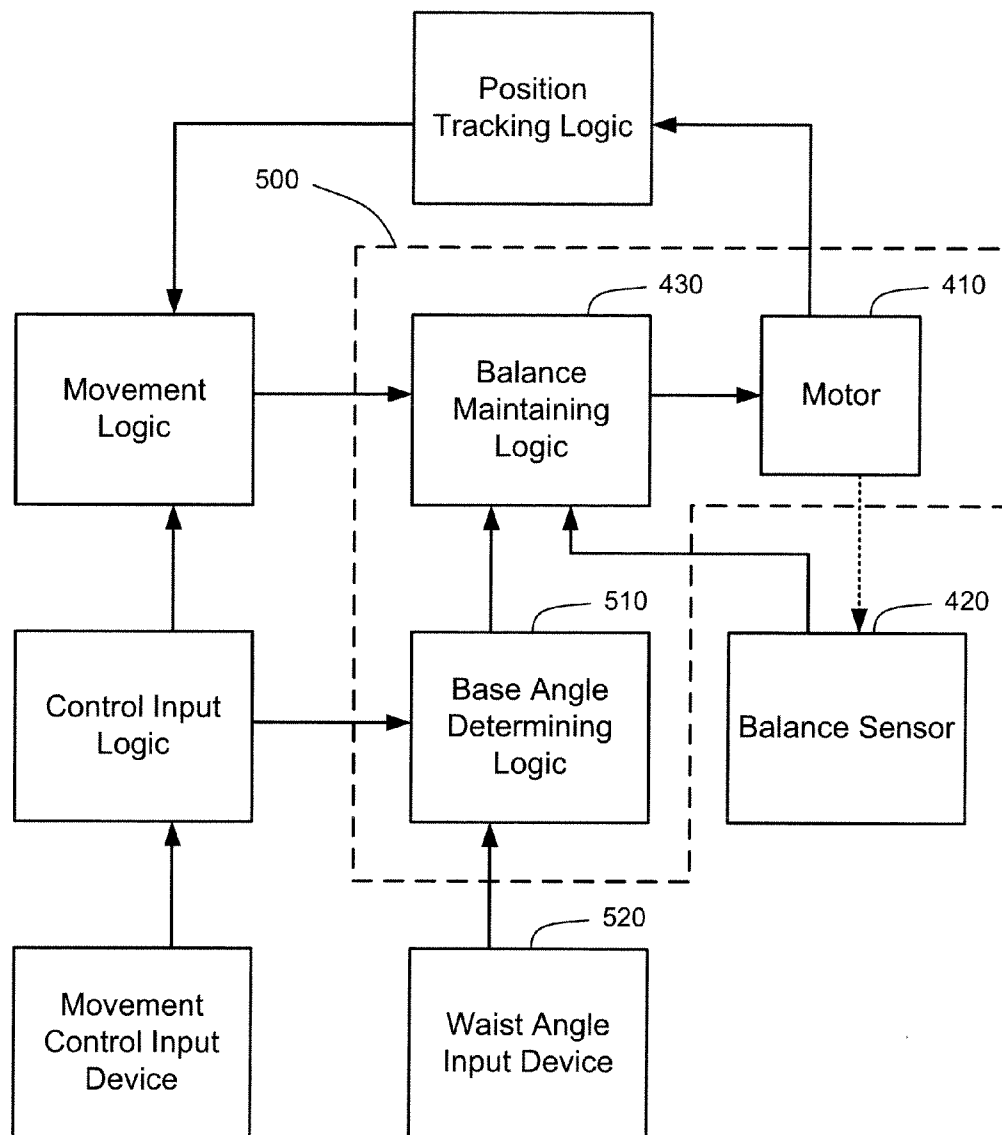 Position
Tracking Logic
500
430
410
Movement
Logic
Balance
Maintaining
Logic
Motor
510
420
Control Input
Logic
Base Angle
Determining
Logic
Balance Sensor
520
Movement
Control Input
Device
Waist Angle
Input Device